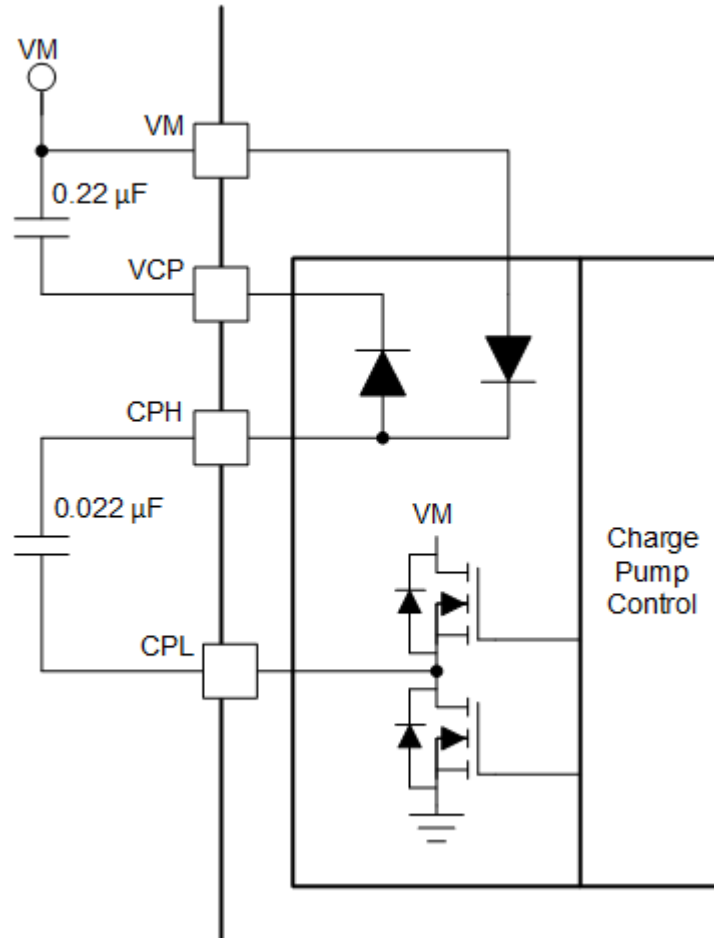 VM
VM
0.22 µF
VCP
CPH
0.022 µF
VM
Charge
Pump
Control
CPL